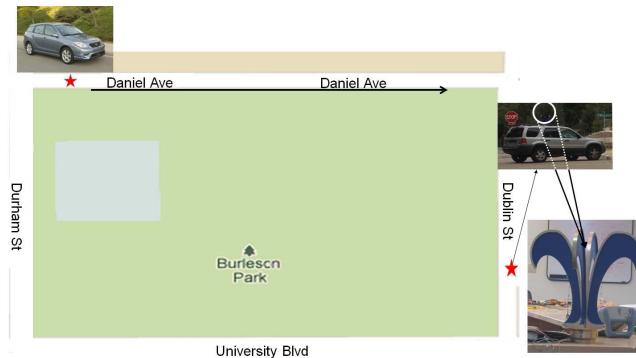 Daniel Ave
Daniel Ave
STOP
Durham St
Dublin St
Burleson
Park
University Blvd